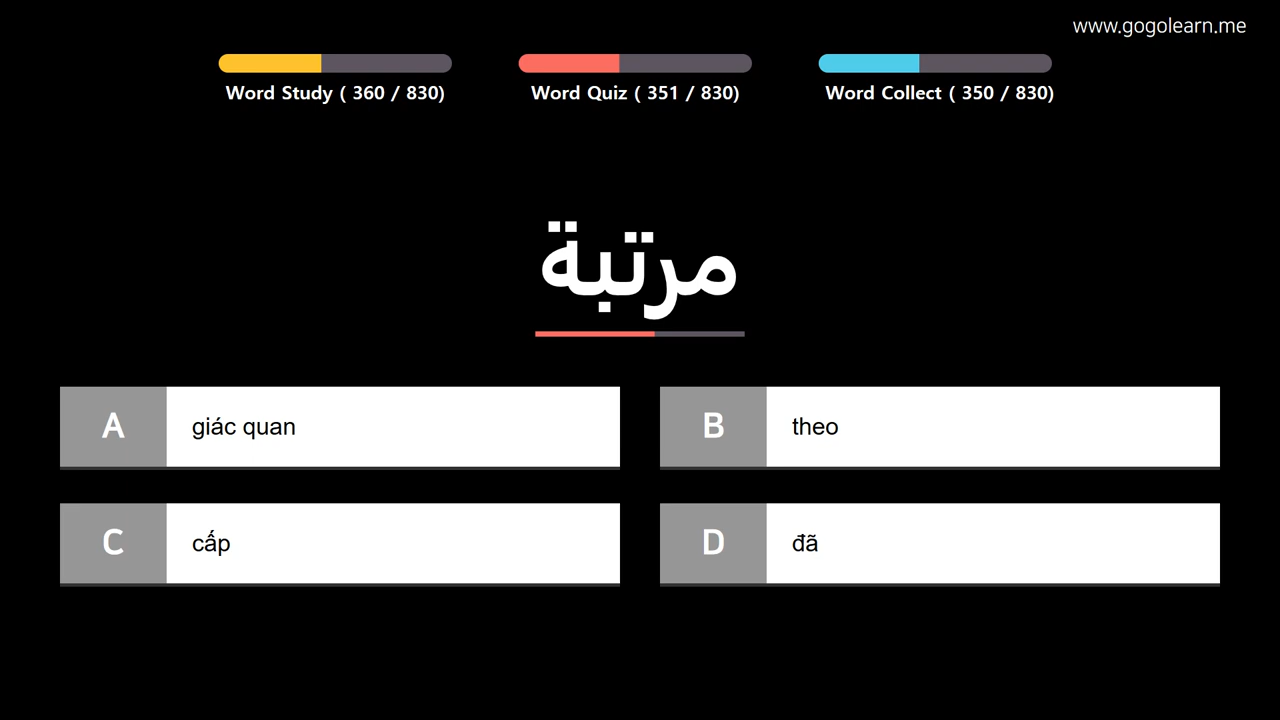 www.gogolearn.me
Word Study ( 360 / 830)
Word Quiz ( 351 / 830)
Word Collect ( 350 / 830)
مرتبة
A giác quan
B theo
C cấp
D đã